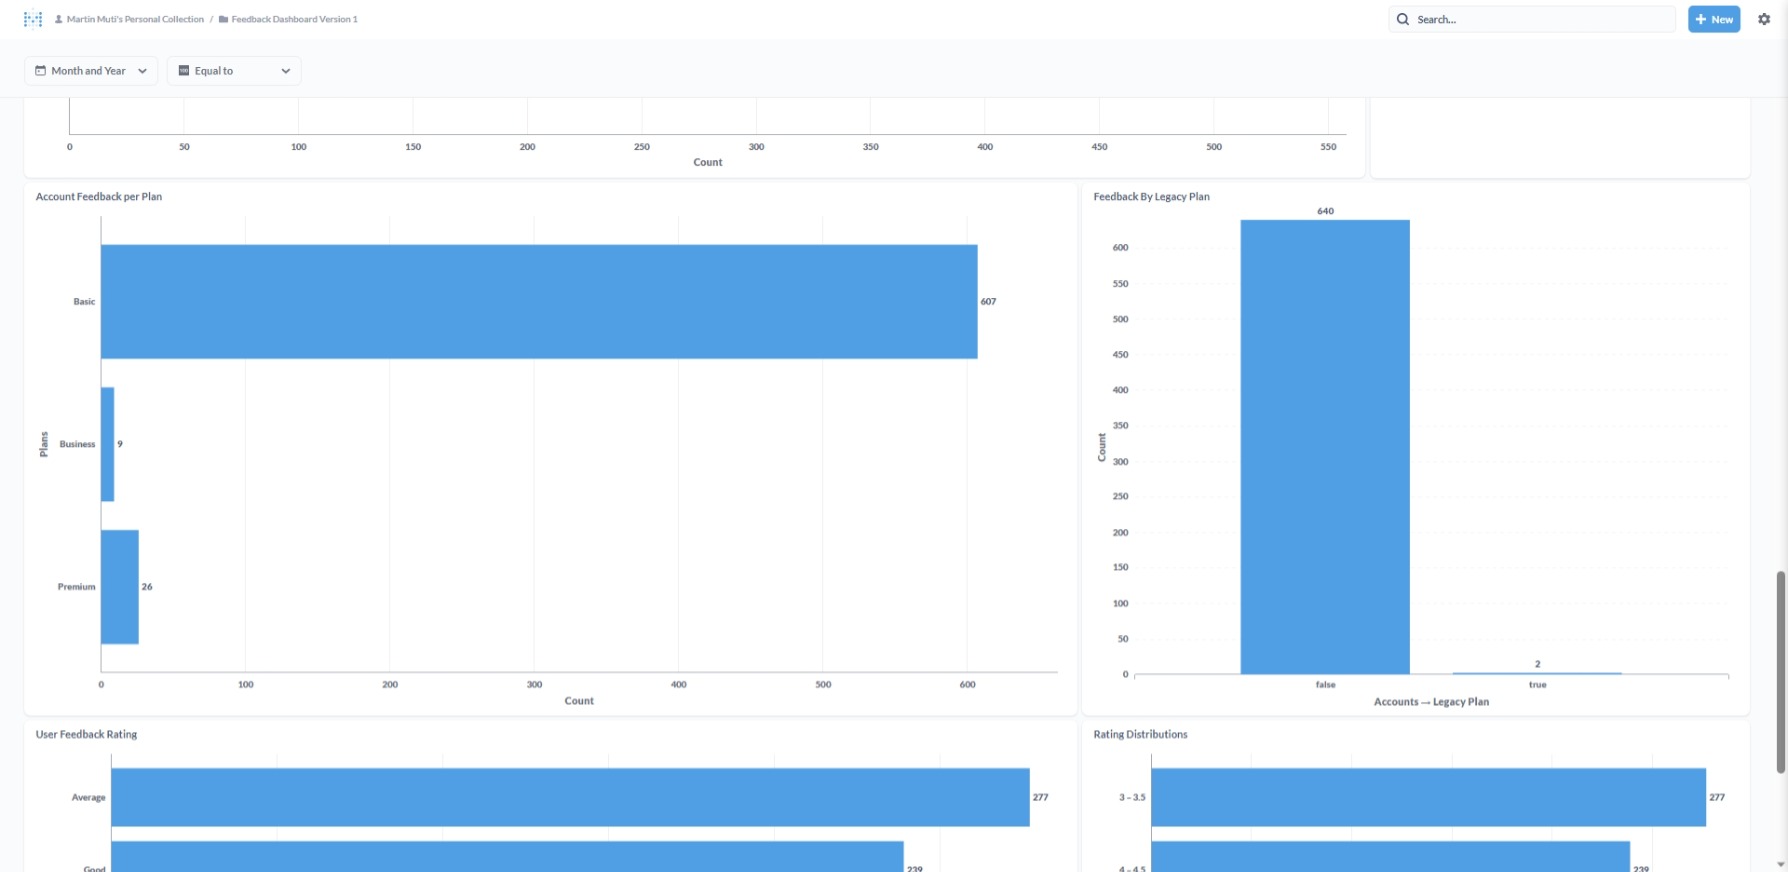 Martin Muti's Personal Collection / Feedback Dashboard Version 1
Search...
+ New
Month and Year
Equal to
0 50 100 150 200 250 300 350 400 450 500 550
Count
Account Feedback per Plan
Plans
Basic 607
Business 9
Premium 26
0 100 200 300 400 500 600
Count
Feedback By Legacy Plan
640
600
550
500
450
400
350
300
250
200
150
100
50
0
Count
2
false true
Accounts → Legacy Plan
User Feedback Rating
Average 277
Good 239
Rating Distributions
3 – 3.5 277
4 – 4.5 239